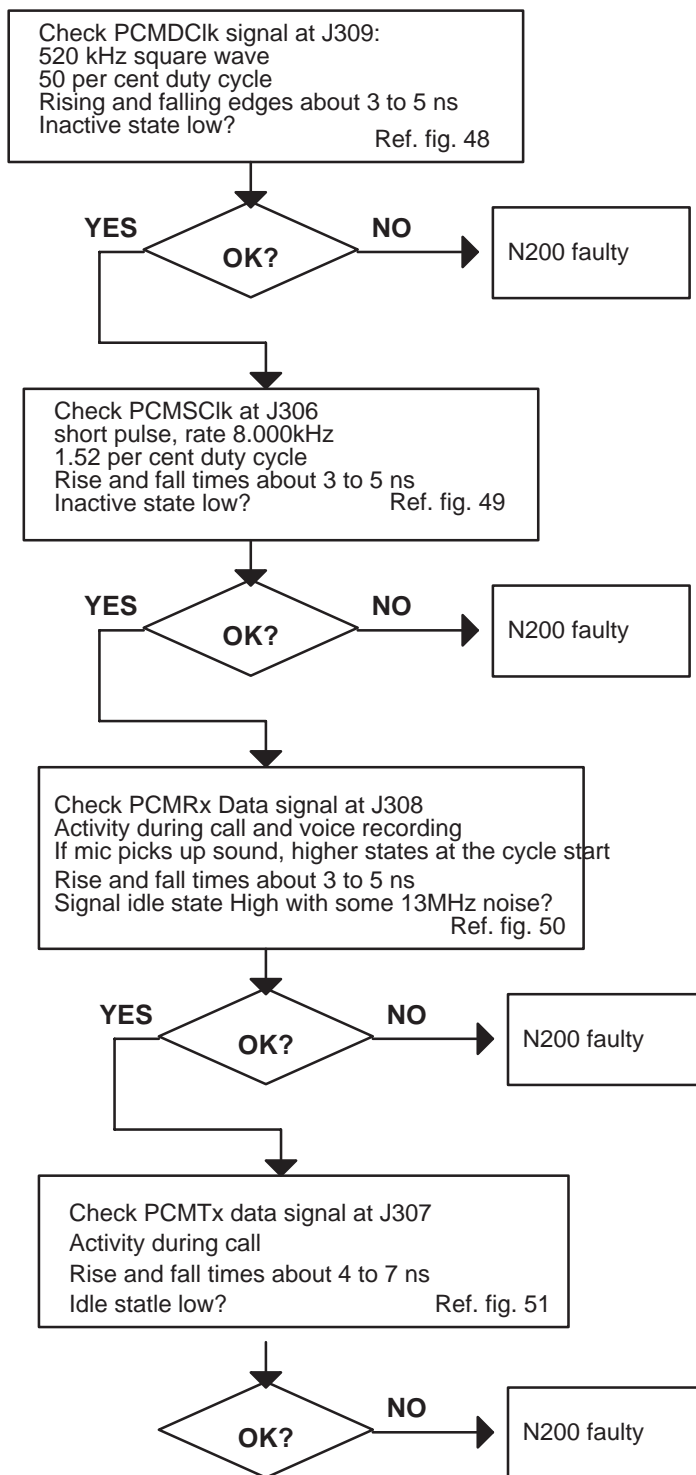 Check PCMDClk signal at J309:
520 kHz square wave
50 per cent duty cycle
Rising and falling edges about 3 to 5 ns
Inactive state low?
Ref. fig. 48
YES
NO
OK?
N200 faulty
Check PCMSClk at J306
short pulse, rate 8.000kHz
1.52 per cent duty cycle
Rise and fall times about 3 to 5 ns
Inactive state low?
Ref. fig. 49
YES
NO
OK?
N200 faulty
Check PCMRx Data signal at J308
Activity during call and voice recording
If mic picks up sound, higher states at the cycle start
Rise and fall times about 3 to 5 ns
Signal idle state High with some 13MHz noise?
Ref. fig. 50
YES
NO
OK?
N200 faulty
Check PCMTx data signal at J307
Activity during call
Rise and fall times about 4 to 7 ns
Idle statle low?
Ref. fig. 51
NO
OK?
N200 faulty